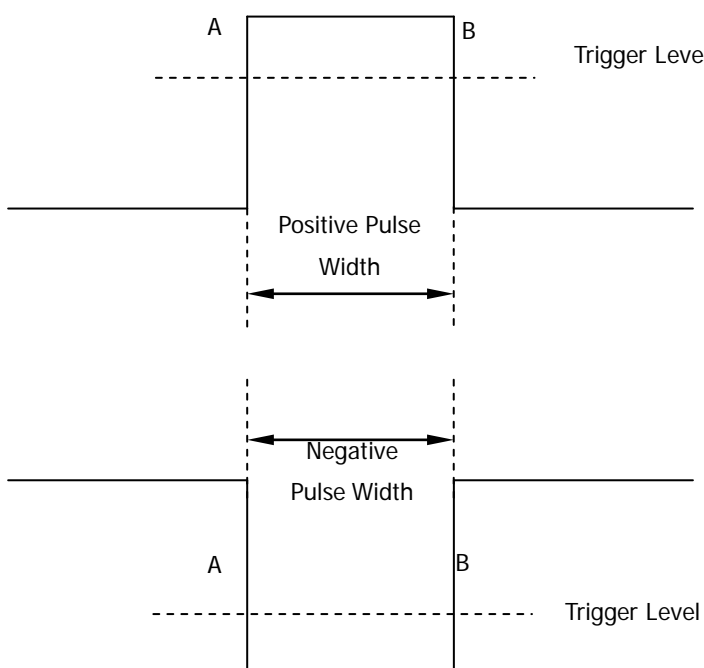 A
B
Trigger Leve
Positive Pulse
Width
Negative
Pulse Width
A
B
Trigger Level